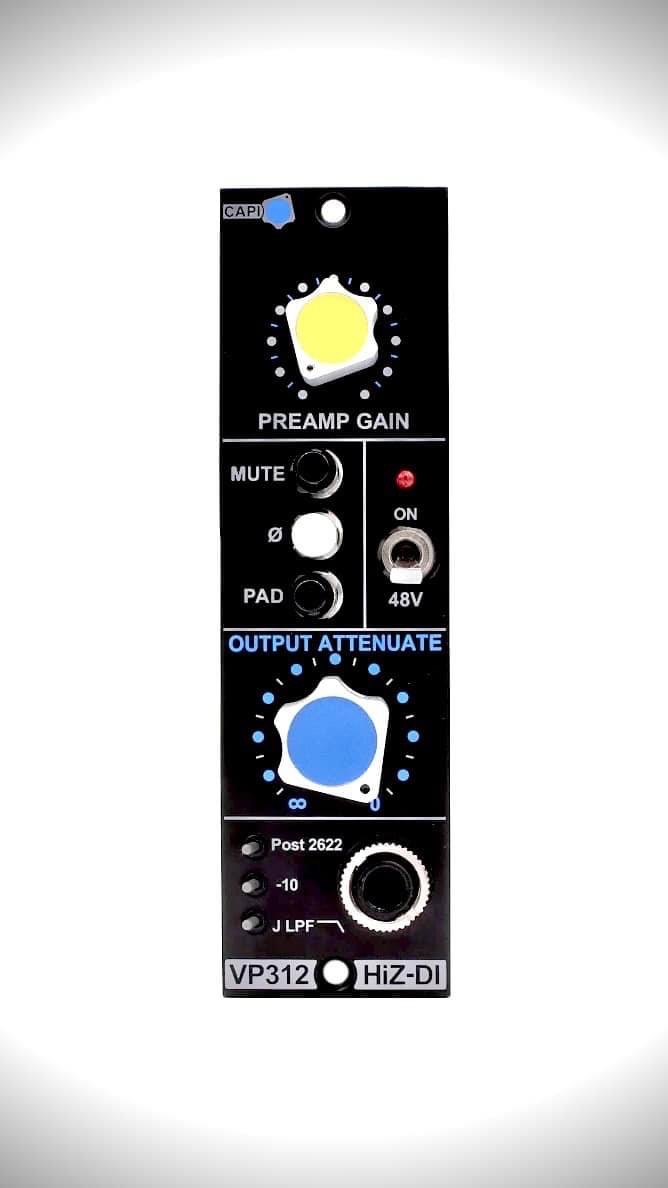 CAPI
PREAMP GAIN
MUTE
ON
Ø
PAD
48V
OUTPUT ATTENUATE
∞ 0
Post 2622
-10
J LPF
VP312 HiZ-DI